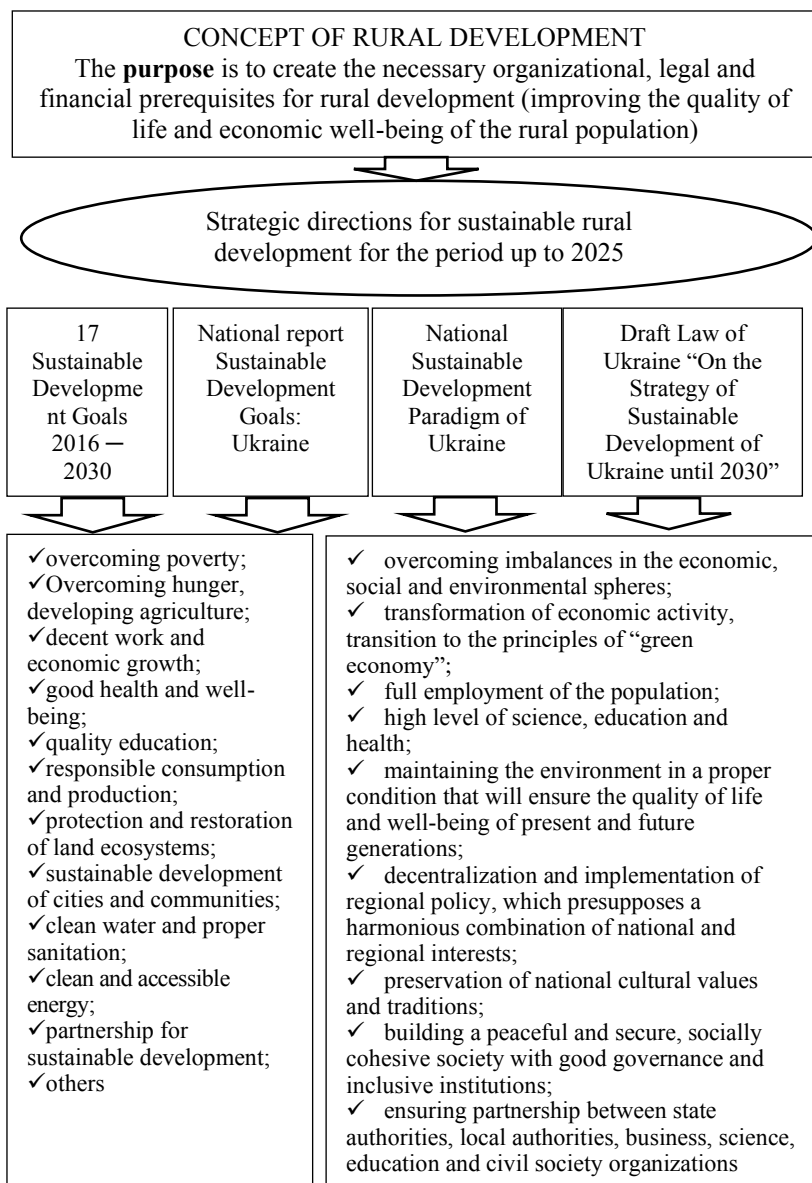 CONCEPT OF RURAL DEVELOPMENT
The purpose is to create the necessary organizational, legal and
financial prerequisites for rural development (improving the quality of
life and economic well-being of the rural population)
Strategic directions for sustainable rural
development for the period up to 2025
17
Sustainable
Developme
nt Goals
2016 ─
2030
National report
Sustainable
Development
Goals:
Ukraine
National
Sustainable
Development
Paradigm of
Ukraine
Draft Law of
Ukraine “On the
Strategy of
Sustainable
Development of
Ukraine until 2030”
✓overcoming poverty;
✓Overcoming hunger,
developing agriculture;
✓decent work and
economic growth;
✓good health and well-
being;
✓quality education;
✓responsible consumption
and production;
✓protection and restoration
of land ecosystems;
✓sustainable development
of cities and communities;
✓clean water and proper
sanitation;
✓clean and accessible
energy;
✓partnership for
sustainable development;
✓others
✓ overcoming imbalances in the economic,
social and environmental spheres;
✓ transformation of economic activity,
transition to the principles of “green
economy”;
✓ full employment of the population;
✓ high level of science, education and
health;
✓ maintaining the environment in a proper
condition that will ensure the quality of life
and well-being of present and future
generations;
✓ decentralization and implementation of
regional policy, which presupposes a
harmonious combination of national and
regional interests;
✓ preservation of national cultural values
and traditions;
✓ building a peaceful and secure, socially
cohesive society with good governance and
inclusive institutions;
✓ ensuring partnership between state
authorities, local authorities, business, science,
education and civil society organizations